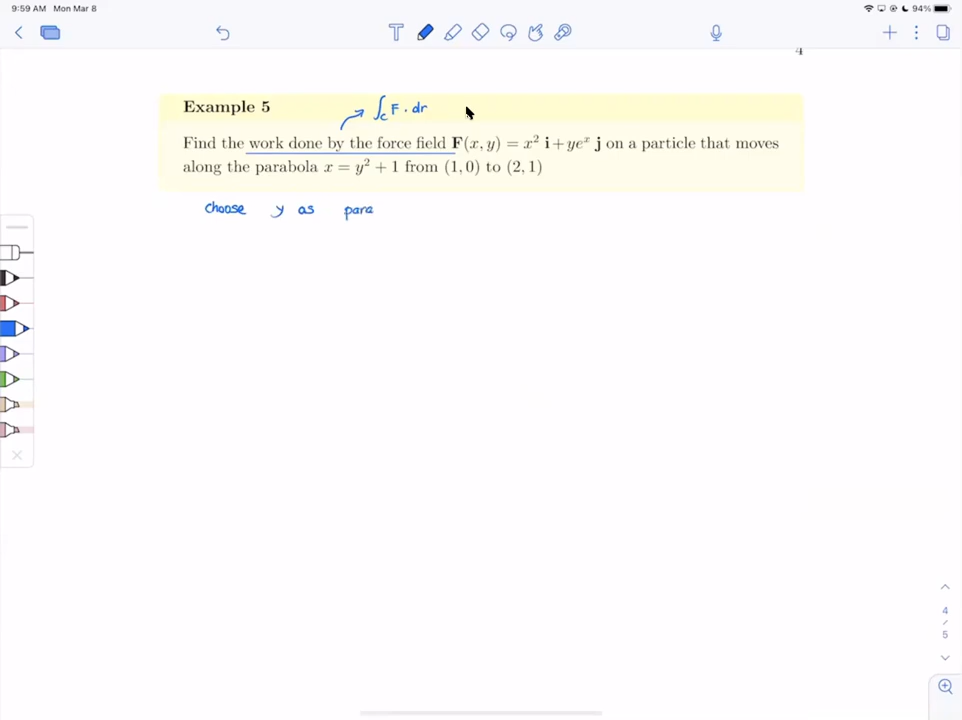 9:59 AM Mon Mar 8
94%
T
4
Example 5
∫_C F · dr
Find the work done by the force field F(x, y) = x² i + yeˣ j on a particle that moves
along the parabola x = y² + 1 from (1, 0) to (2, 1)
choose y as para
4
/
5